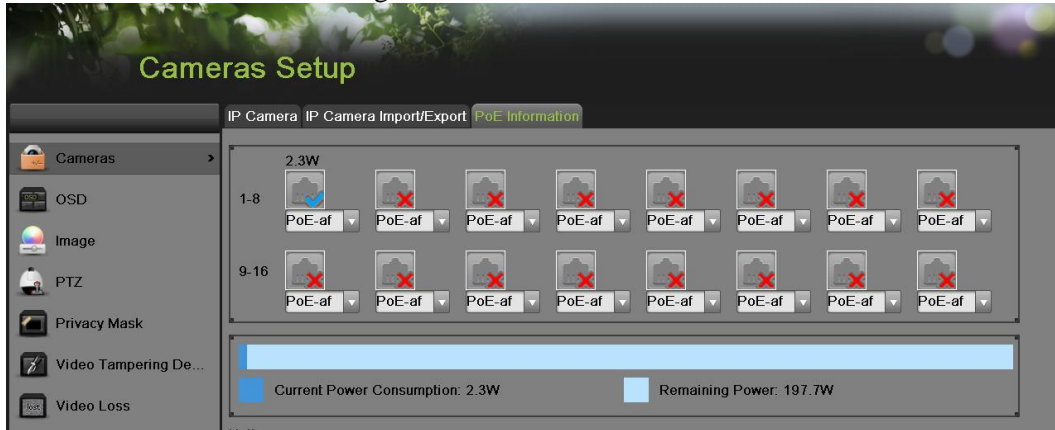 Cameras Setup
IP Camera IP Camera Import/Export PoE Information
Cameras
OSD
Image
PTZ
Privacy Mask
Video Tampering De...
Video Loss
2.3W
1-8
PoE-af PoE-af PoE-af PoE-af PoE-af PoE-af PoE-af PoE-af
9-16
PoE-af PoE-af PoE-af PoE-af PoE-af PoE-af PoE-af PoE-af
Current Power Consumption: 2.3W Remaining Power: 197.7W